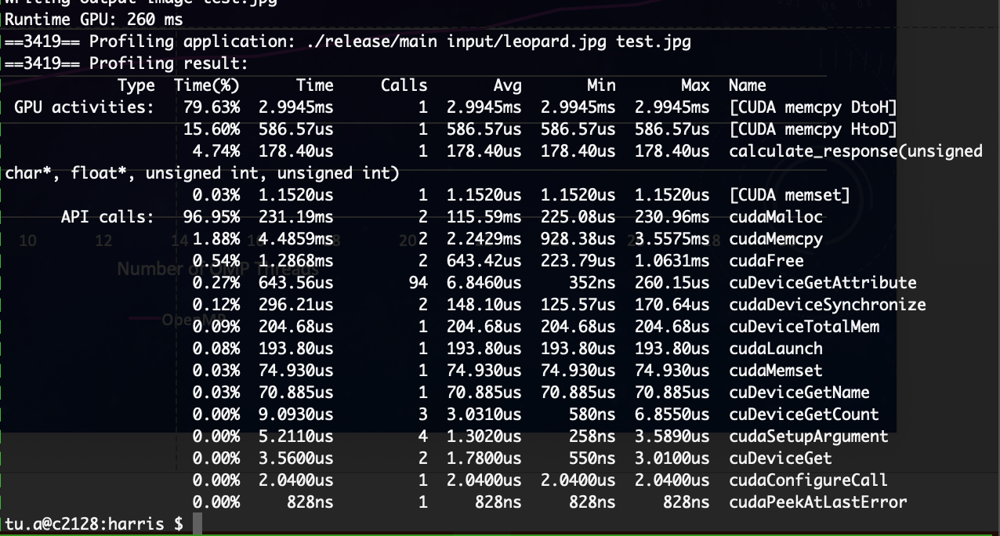 Writing output image test.jpg
Runtime GPU: 260 ms
==3419== Profiling application: ./release/main input/leopard.jpg test.jpg
==3419== Profiling result:
Type Time(%) Time Calls Avg Min Max Name
GPU activities: 79.63% 2.9945ms 1 2.9945ms 2.9945ms 2.9945ms [CUDA memcpy DtoH]
15.60% 586.57us 1 586.57us 586.57us 586.57us [CUDA memcpy HtoD]
4.74% 178.40us 1 178.40us 178.40us 178.40us calculate_response(unsigned
char*, float*, unsigned int, unsigned int)
0.03% 1.1520us 1 1.1520us 1.1520us 1.1520us [CUDA memset]
API calls: 96.95% 231.19ms 2 115.59ms 225.08us 230.96ms cudaMalloc
1.88% 4.4859ms 2 2.2429ms 928.38us 3.5575ms cudaMemcpy
10 12 14 16 18 20 22 28
0.54% 1.2868ms 2 643.42us 223.79us 1.0631ms cudaFree
Number of OMP Threads
0.27% 643.56us 94 6.8460us 352ns 260.15us cuDeviceGetAttribute
0.12% 296.21us 2 148.10us 125.57us 170.64us cudaDeviceSynchronize
OpenMP
0.09% 204.68us 1 204.68us 204.68us 204.68us cuDeviceTotalMem
0.08% 193.80us 1 193.80us 193.80us 193.80us cudaLaunch
0.03% 74.930us 1 74.930us 74.930us 74.930us cudaMemset
0.03% 70.885us 1 70.885us 70.885us 70.885us cuDeviceGetName
0.00% 9.0930us 3 3.0310us 580ns 6.8550us cuDeviceGetCount
0.00% 5.2110us 4 1.3020us 258ns 3.5890us cudaSetupArgument
0.00% 3.5600us 2 1.7800us 550ns 3.0100us cuDeviceGet
0.00% 2.0400us 1 2.0400us 2.0400us 2.0400us cudaConfigureCall
0.00% 828ns 1 828ns 828ns 828ns cudaPeekAtLastError
tu.a@c2128:harris $